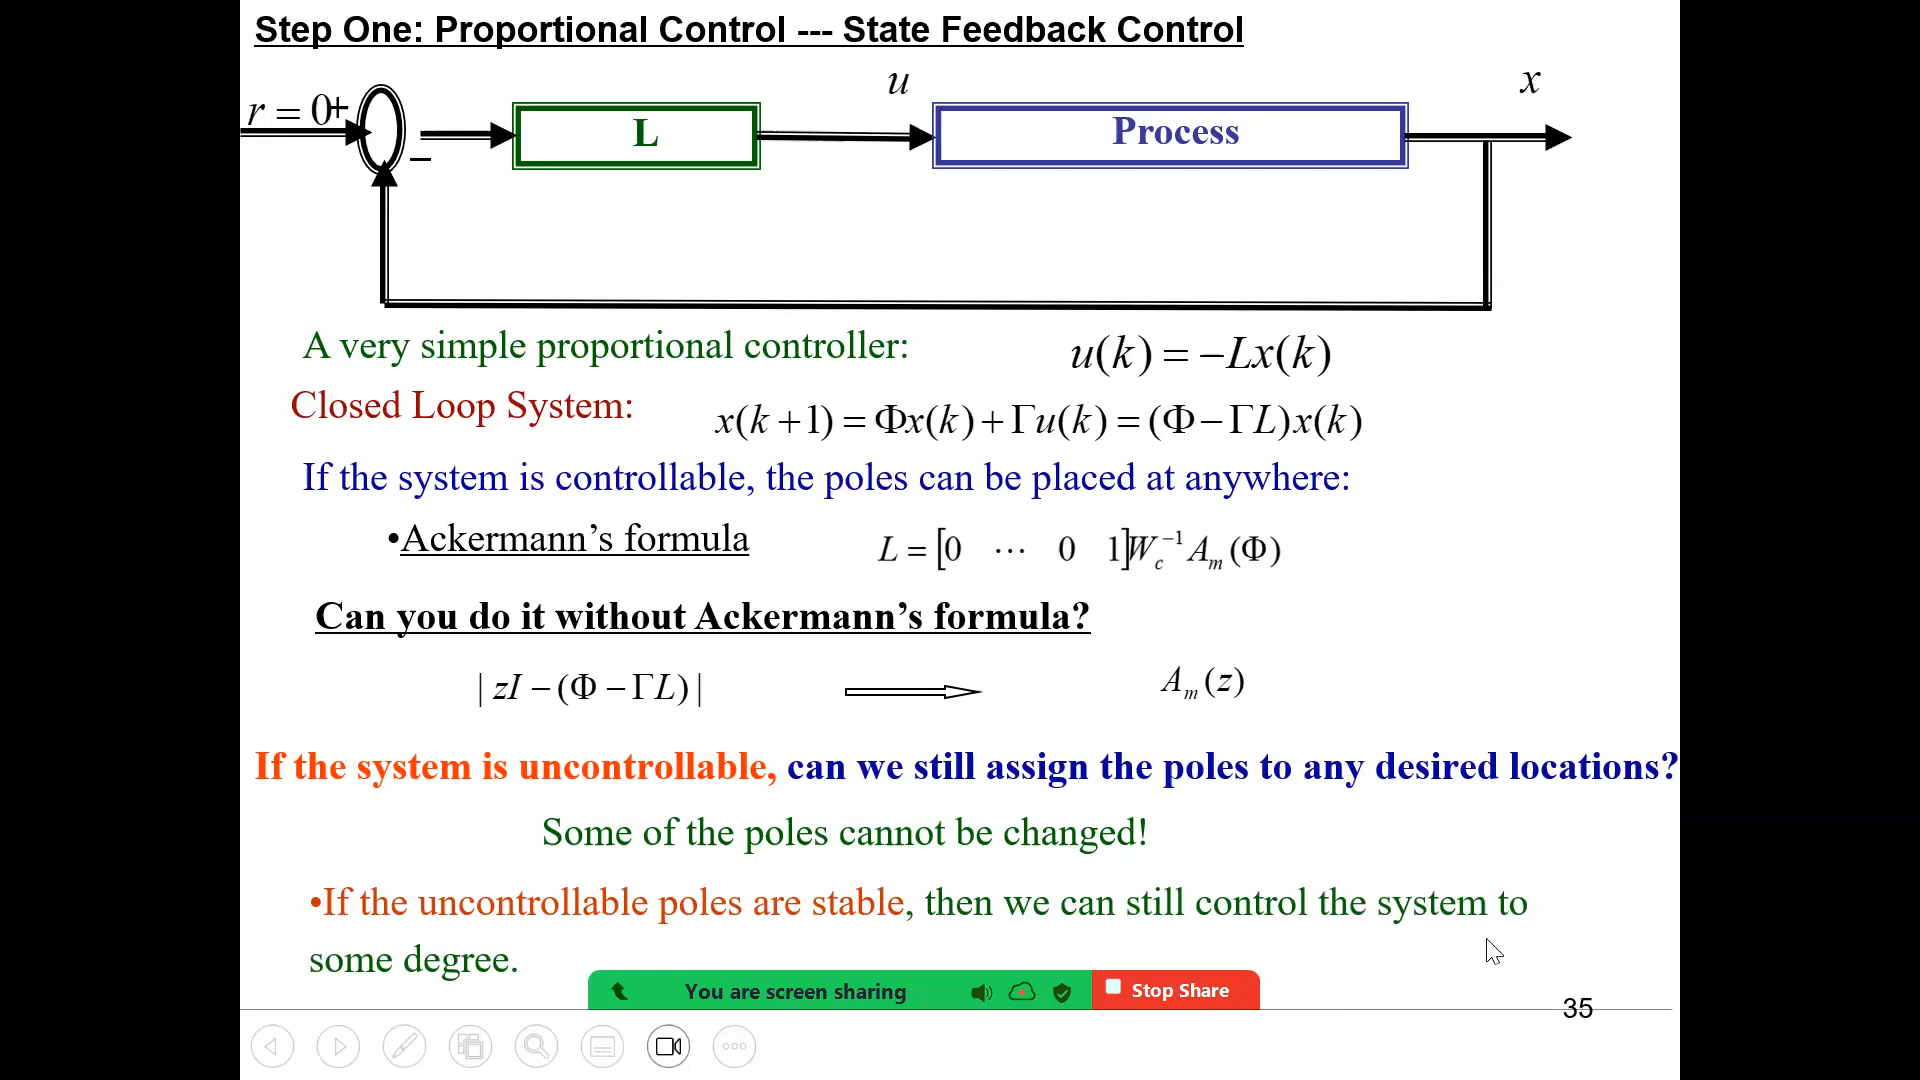 Step One: Proportional Control --- State Feedback Control
u
x
r = 0
+
L
Process
−
A very simple proportional controller: u(k) = −Lx(k)
Closed Loop System: x(k+1) = Φx(k) + Γu(k) = (Φ − ΓL)x(k)
If the system is controllable, the poles can be placed at anywhere:
•Ackermann’s formula L = [0 ⋯ 0 1]W_c^{-1} A_m(Φ)
Can you do it without Ackermann’s formula?
| zI − (Φ − ΓL) | A_m(z)
If the system is uncontrollable, can we still assign the poles to any desired locations?
Some of the poles cannot be changed!
•If the uncontrollable poles are stable, then we can still control the system to
some degree.
You are screen sharing Stop Share
35